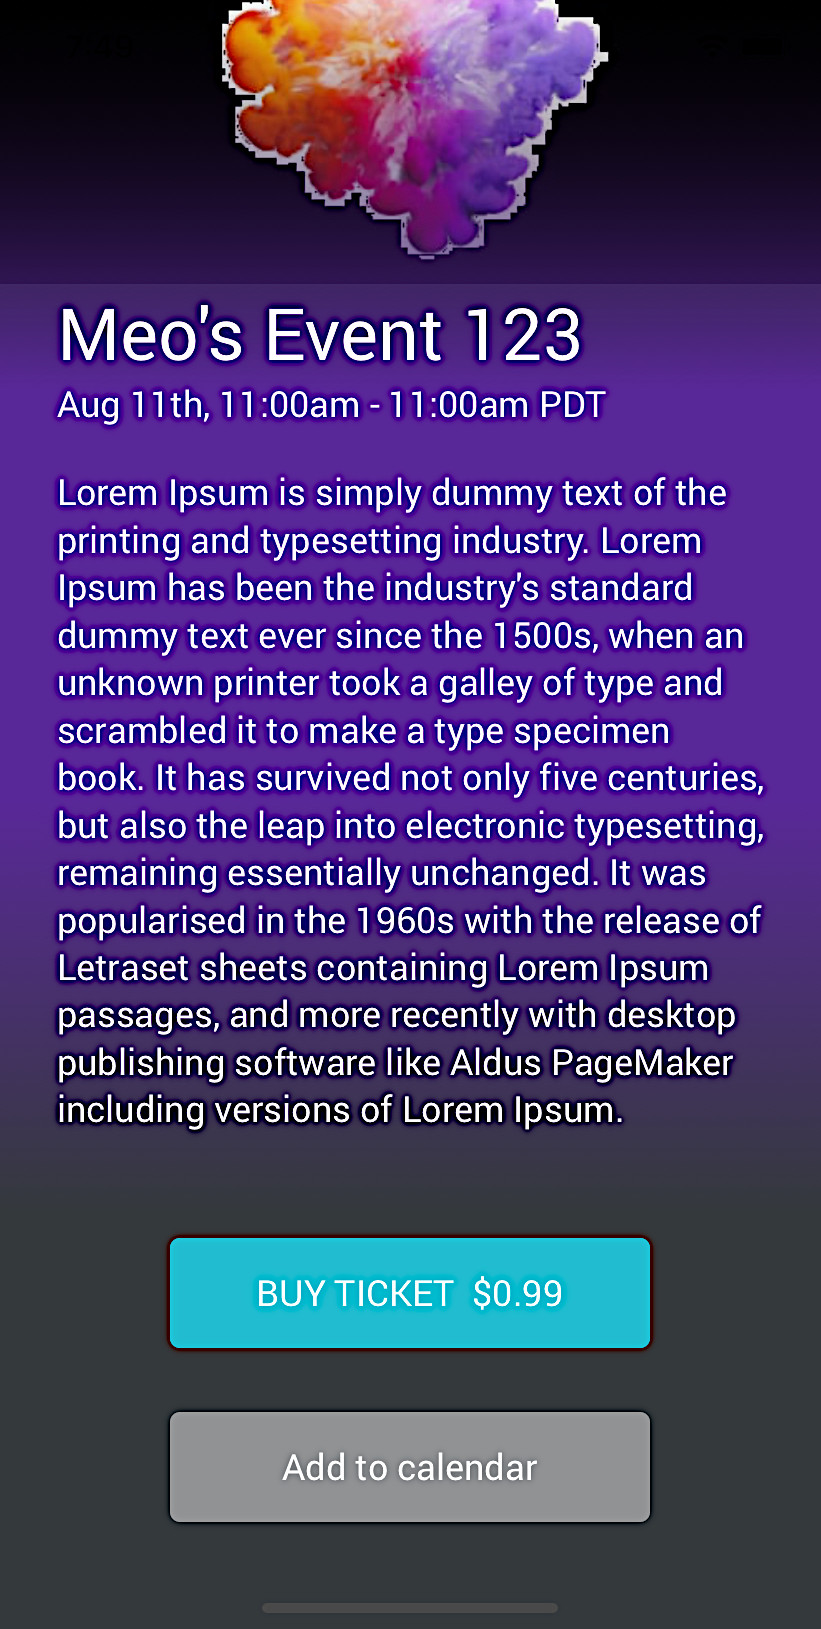 Meo's Event 123
Aug 11th, 11:00am - 11:00am PDT
Lorem Ipsum is simply dummy text of the
printing and typesetting industry. Lorem
Ipsum has been the industry's standard
dummy text ever since the 1500s, when an
unknown printer took a galley of type and
scrambled it to make a type specimen
book. It has survived not only five centuries,
but also the leap into electronic typesetting,
remaining essentially unchanged. It was
popularised in the 1960s with the release of
Letraset sheets containing Lorem Ipsum
passages, and more recently with desktop
publishing software like Aldus PageMaker
including versions of Lorem Ipsum.
BUY TICKET $0.99
Add to calendar